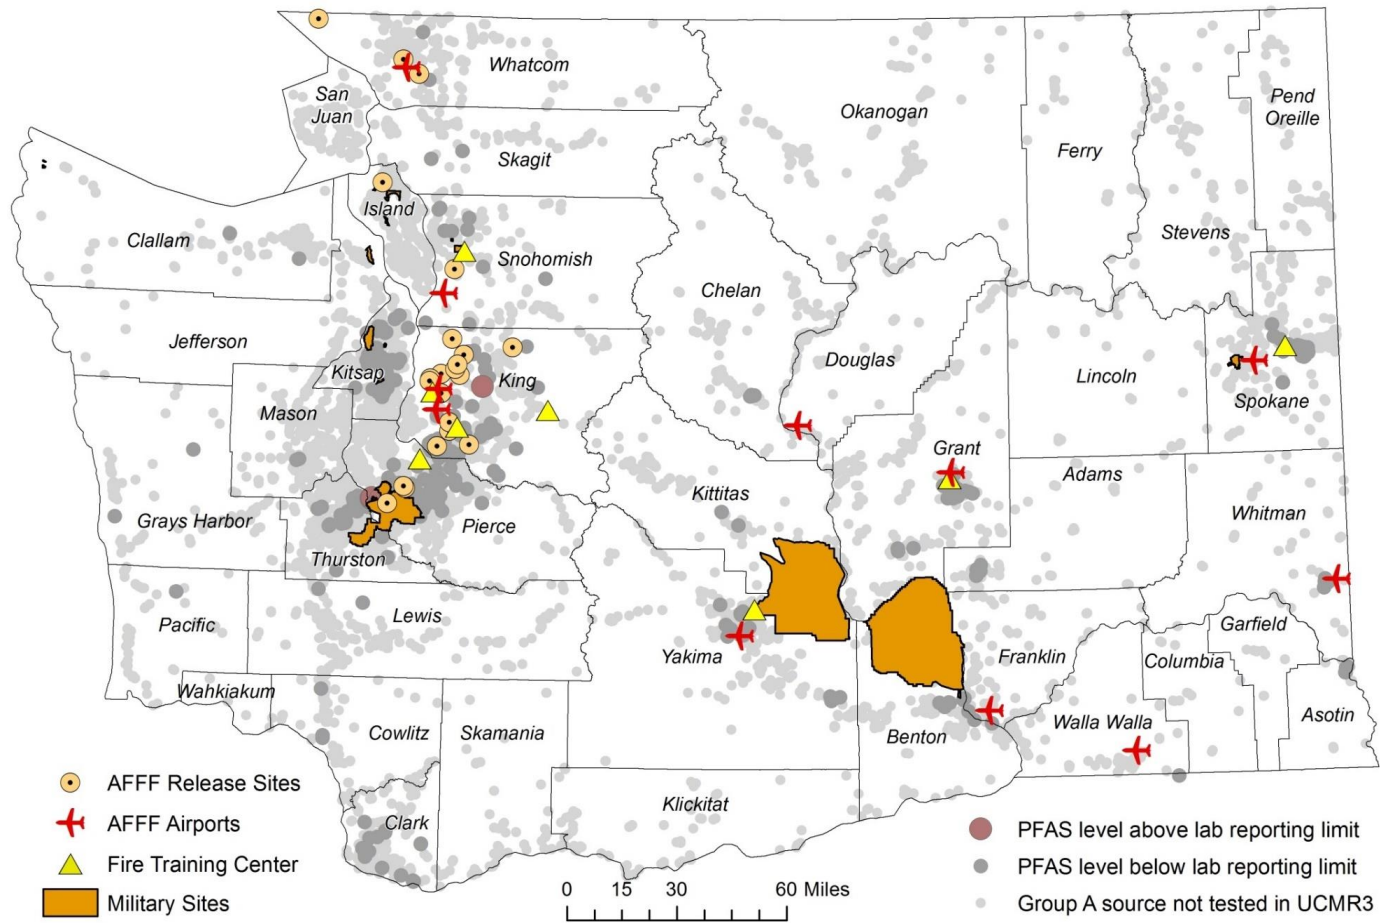 Whatcom
San
Juan
Skagit
Okanogan
Ferry
Pend
Oreille
Stevens
Island
Clallam
Snohomish
Chelan
Jefferson
Kitsap
King
Douglas
Lincoln
Spokane
Mason
Grant
Adams
Kittitas
Grays Harbor
Pierce
Whitman
Thurston
Pacific
Lewis
Yakima
Franklin
Garfield
Columbia
Wahkiakum
Cowlitz
Skamania
Benton
Walla Walla
Asotin
Klickitat
Clark
AFFF Release Sites
AFFF Airports
Fire Training Center
Military Sites
0 15 30 60 Miles
PFAS level above lab reporting limit
PFAS level below lab reporting limit
Group A source not tested in UCMR3